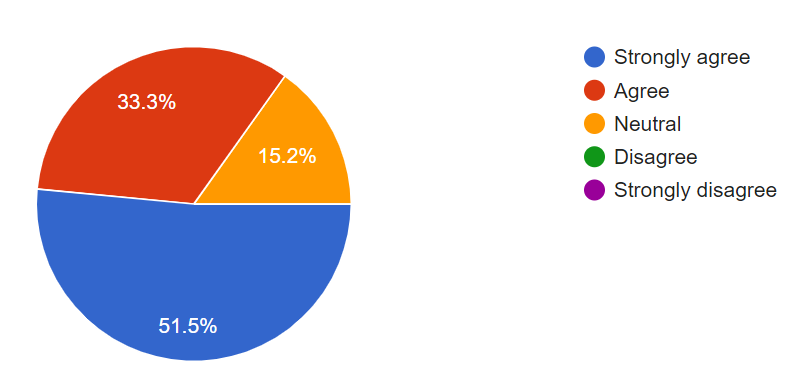 33.3%
15.2%
51.5%
Strongly agree
Agree
Neutral
Disagree
Strongly disagree